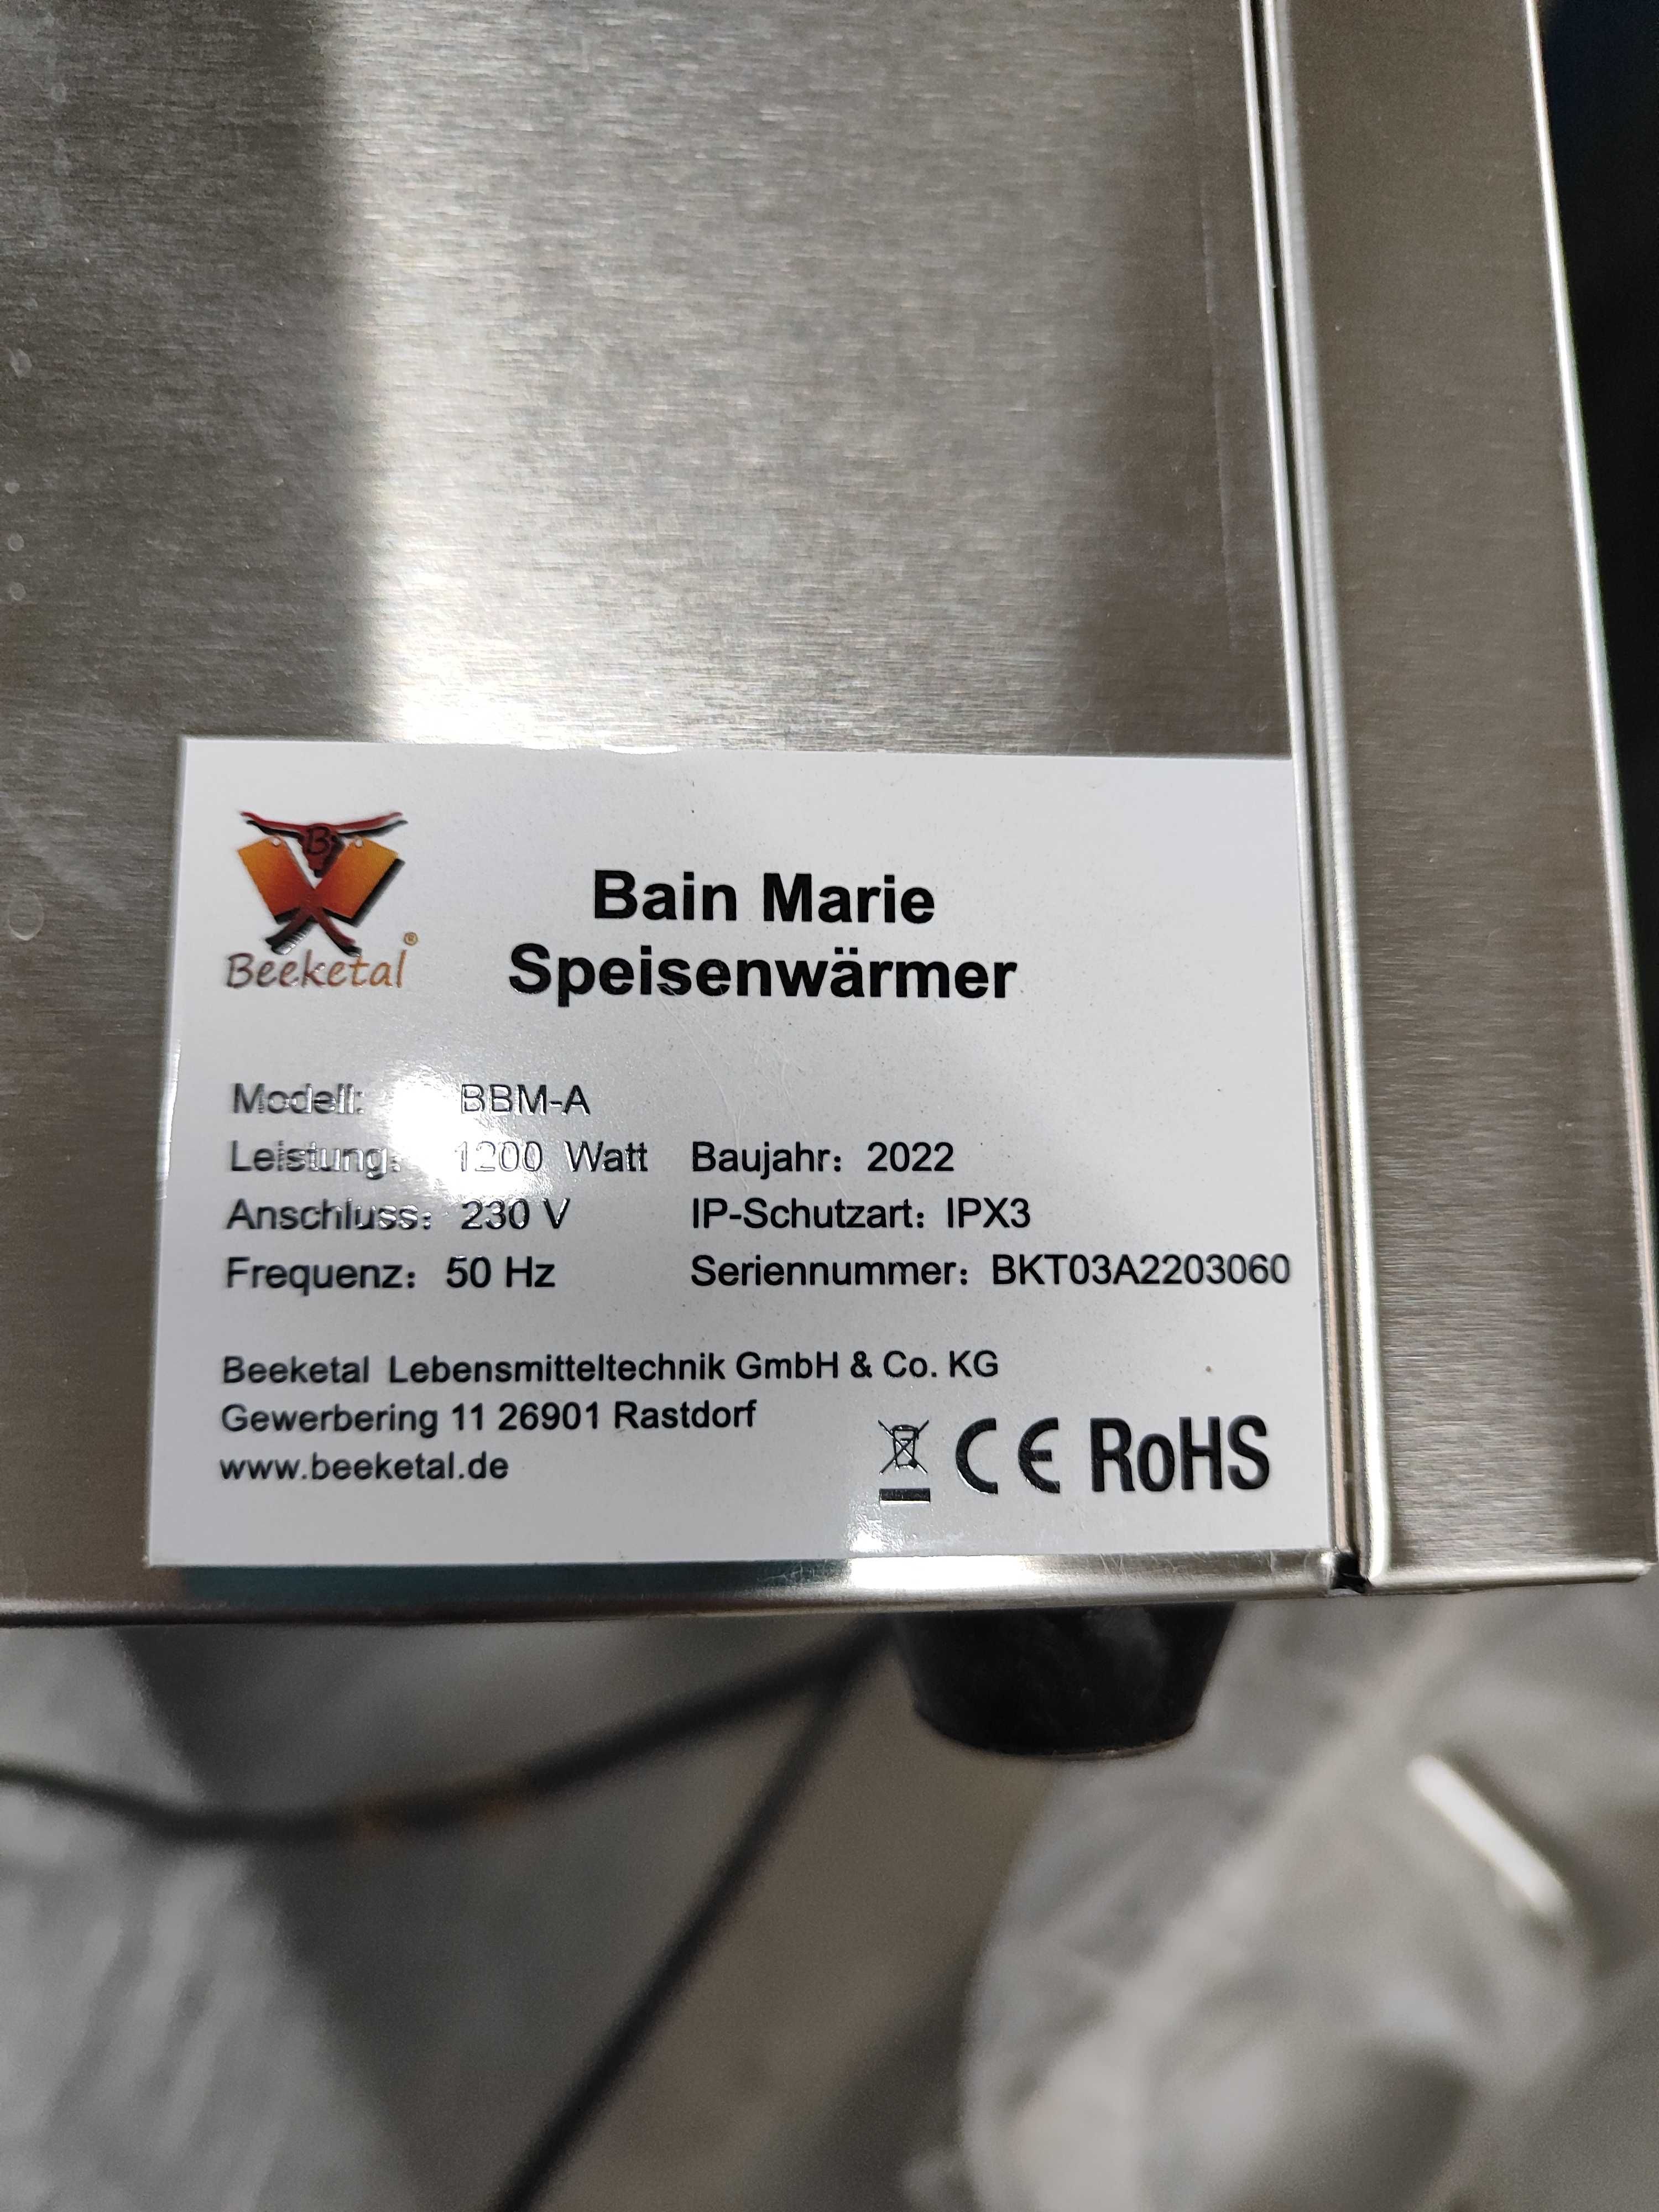 Beeketal®
Bain Marie
Speisenwärmer
Modell: BBM-A
Leistung: 1200 Watt Baujahr: 2022
Anschluss: 230 V IP-Schutzart: IPX3
Frequenz: 50 Hz Seriennummer: BKT03A2203060
Beeketal Lebensmitteltechnik GmbH & Co. KG
Gewerbering 11 26901 Rastdorf
www.beeketal.de
CE RoHS